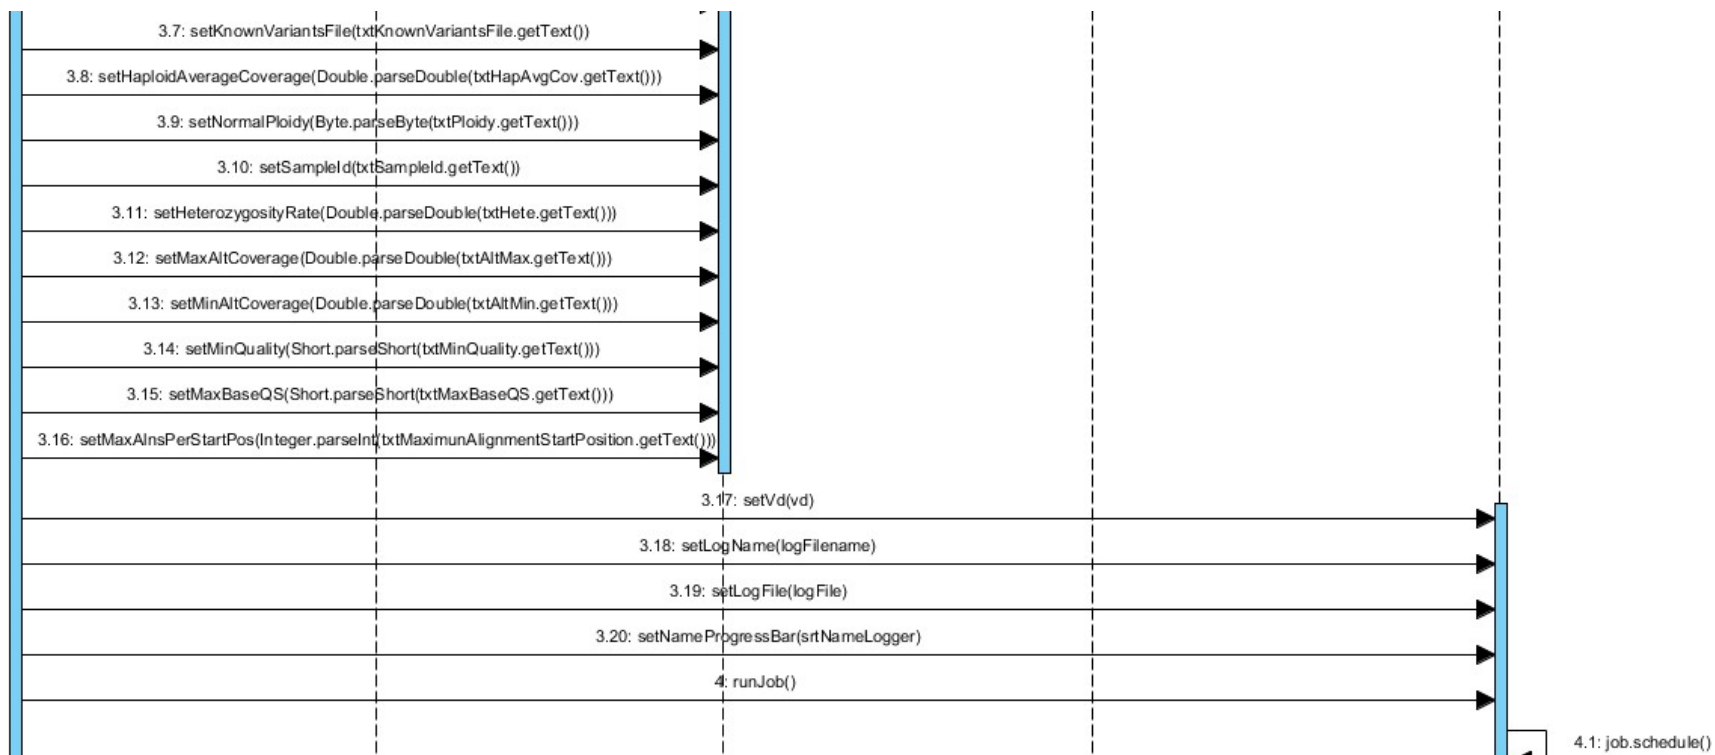 3.7: setKnownVariantsFile(txtKnownVariantsFile.getText())
3.8: setHaploidAverageCoverage(Double.parseDouble(txtHapAvgCov.getText()))
3.9: setNormalPloidy(Byte.parseByte(txtPloidy.getText()))
3.10: setSampleId(txtSampleId.getText())
3.11: setHeterozygosityRate(Double.parseDouble(txtHete.getText()))
3.12: setMaxAltCoverage(Double.parseDouble(txtAltMax.getText()))
3.13: setMinAltCoverage(Double.parseDouble(txtAltMin.getText()))
3.14: setMinQuality(Short.parseShort(txtMinQuality.getText()))
3.15: setMaxBaseQS(Short.parseShort(txtMaxBaseQS.getText()))
3.16: setMaxAlnsPerStartPos(Integer.parseInt(txtMaximunAlignmentStartPosition.getText()))
3.17: setVd(vd)
3.18: setLogName(logFilename)
3.19: setLogFile(logFile)
3.20: setNameProgressBar(srtNameLogger)
4: runJob()
4.1: job.schedule()